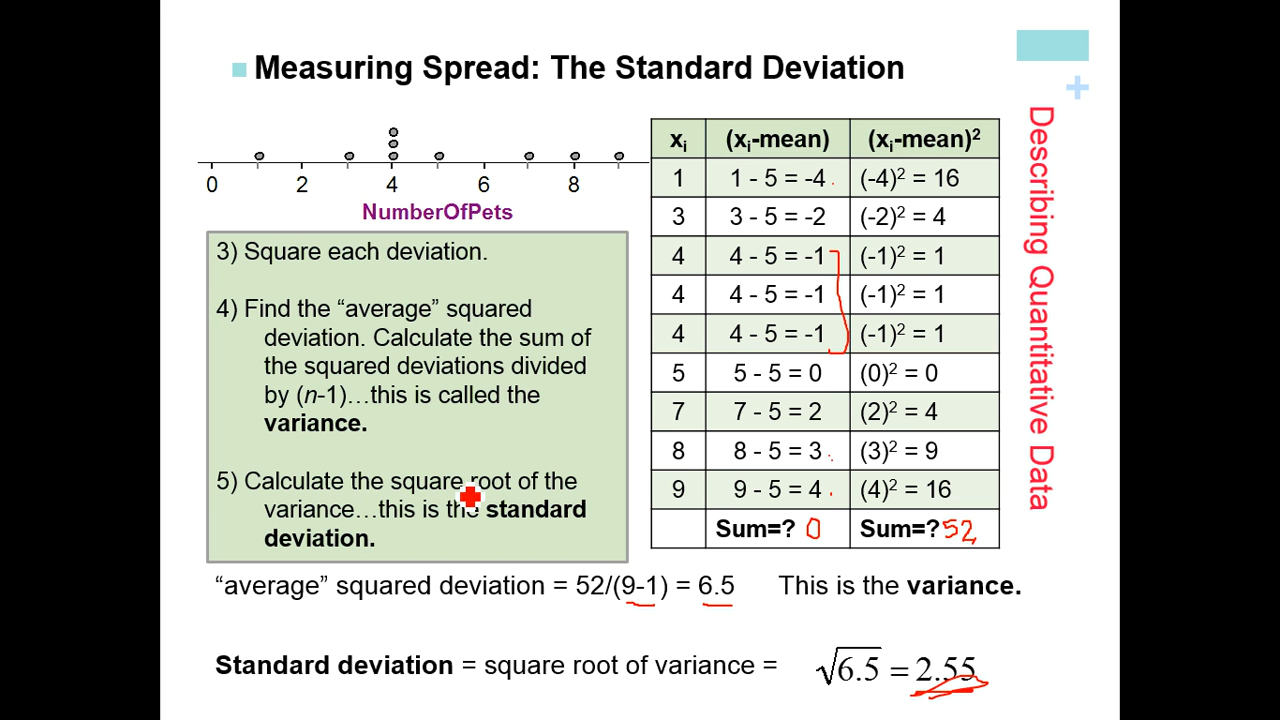 Measuring Spread: The Standard Deviation
+
Describing Quantitative Data
0 2 4 6 8
NumberOfPets
3) Square each deviation.
4) Find the “average” squared
deviation. Calculate the sum of
the squared deviations divided
by (n-1)…this is called the
variance.
5) Calculate the square root of the
variance…this is the standard
deviation.
xᵢ (xᵢ-mean) (xᵢ-mean)²
1 1 - 5 = -4 (-4)² = 16
3 3 - 5 = -2 (-2)² = 4
4 4 - 5 = -1 (-1)² = 1
4 4 - 5 = -1 (-1)² = 1
4 4 - 5 = -1 (-1)² = 1
5 5 - 5 = 0 (0)² = 0
7 7 - 5 = 2 (2)² = 4
8 8 - 5 = 3 (3)² = 9
9 9 - 5 = 4 (4)² = 16
Sum=? 0 Sum=? 52
“average” squared deviation = 52/(9-1) = 6.5 This is the variance.
Standard deviation = square root of variance = √6.5 = 2.55